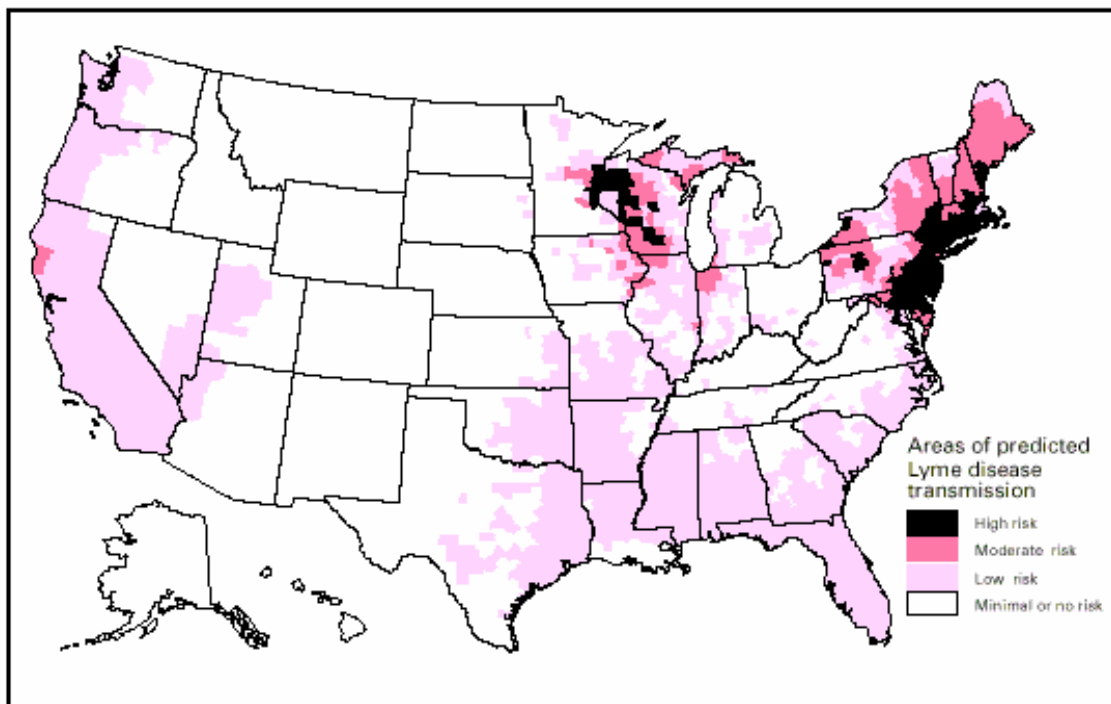 Areas of predicted
Lyme disease
transmission
High risk
Moderate risk
Low risk
Minimal or no risk